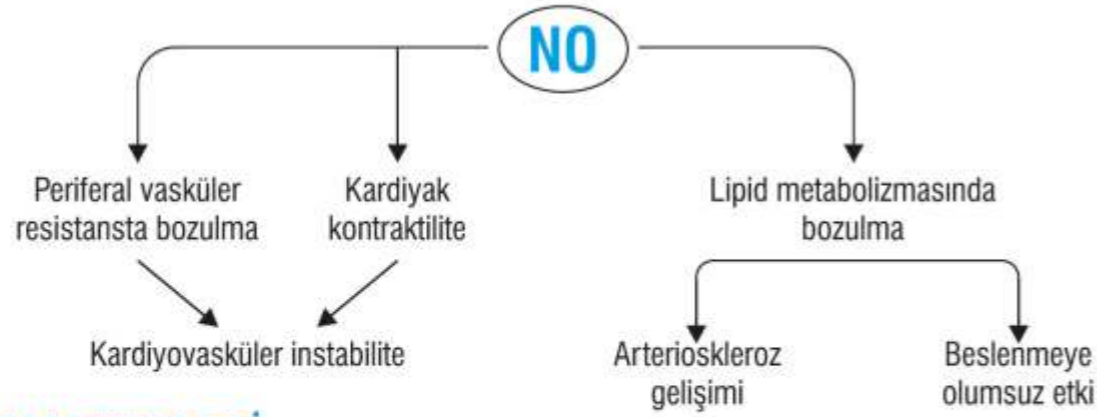 NO
Periferal vasküler
resistansta bozulma
Kardiyak
kontraktilite
Lipid metabolizmasında
bozulma
Kardiyovasküler instabilite
Arterioskleroz
gelişimi
Beslenmeye
olumsuz etki